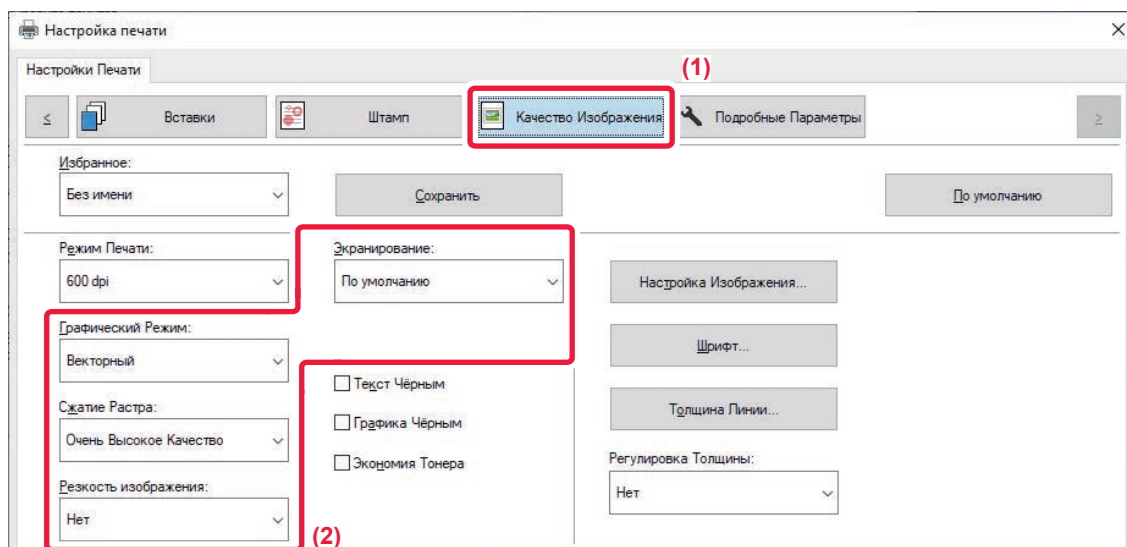 Настройка печати
Настройки Печати
(1)
<
Вставки
Штамп
Качество Изображения
Подробные Параметры
>
Избранное:
Без имени
Сохранить
По умолчанию
Режим Печати:
600 dpi
Экранирование:
По умолчанию
Настройка Изображения...
Графический Режим:
Векторный
Шрифт...
Текст Чёрным
Сжатие Растра:
Очень Высокое Качество
Графика Чёрным
Толщина Линии...
Экономия Тонера
Регулировка Толщины:
Нет
Резкость изображения:
Нет
(2)